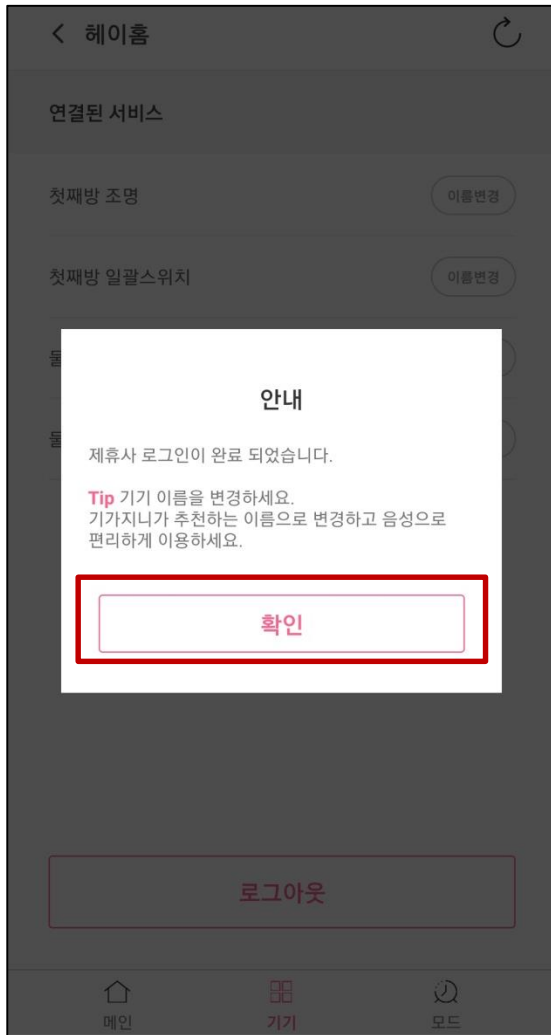 헤이홈
연결된 서비스
첫째방 조명
이름변경
첫째방 일괄스위치
이름변경
안내
제휴사 로그인이 완료 되었습니다.
Tip 기기 이름을 변경하세요.
기가지니가 추천하는 이름으로 변경하고 음성으로
편리하게 이용하세요.
확인
로그아웃
메인
기기
모드